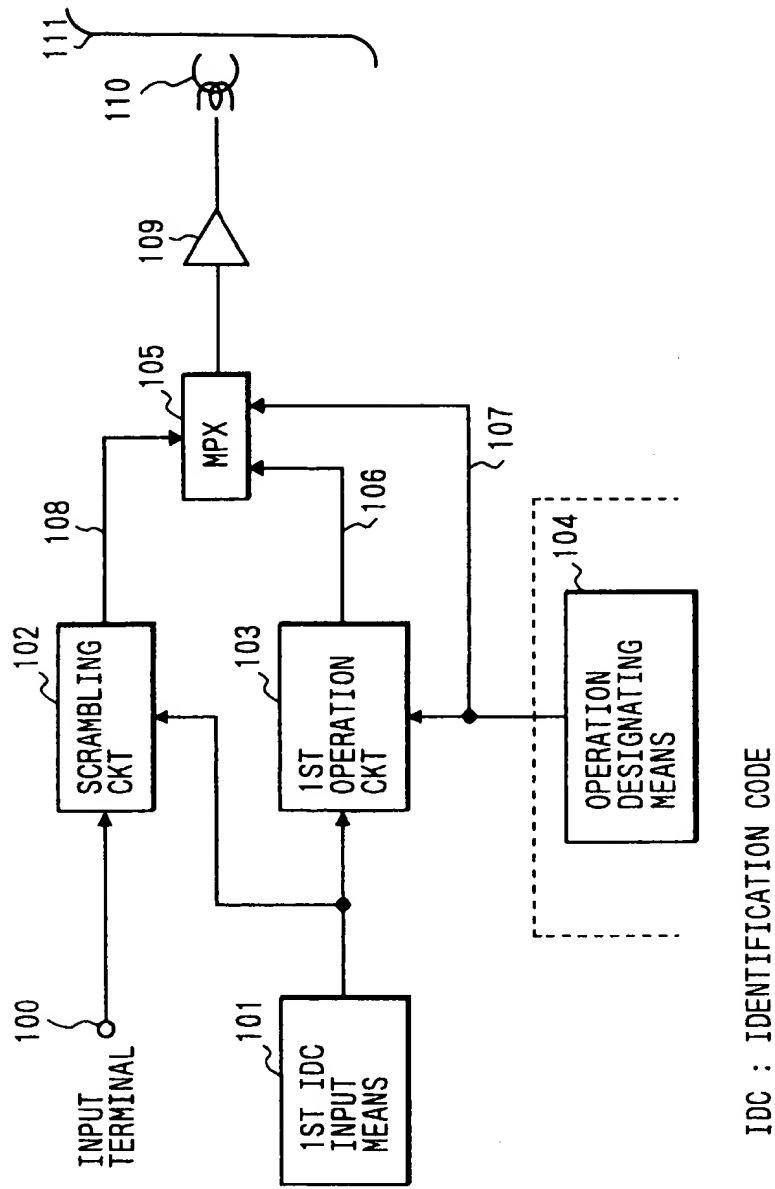 100
INPUT
TERMINAL
102
SCRAMBLING
CKT
108
105
MPX
109
110
111
101
1ST IDC
INPUT
MEANS
103
1ST
OPERATION
CKT
106
107
104
OPERATION
DESIGNATING
MEANS
IDC : IDENTIFICATION CODE